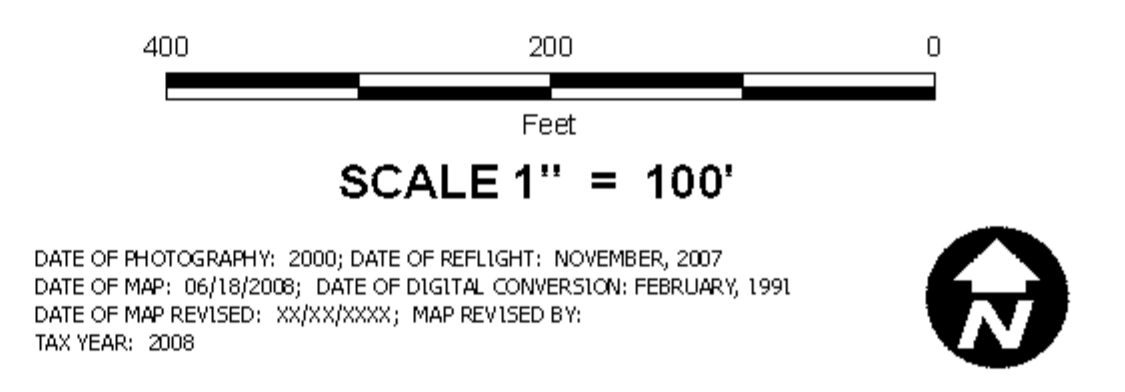 400 200 0
Feet
SCALE 1" = 100'
DATE OF PHOTOGRAPHY: 2000; DATE OF REFLIGHT: NOVEMBER, 2007
DATE OF MAP: 06/18/2008; DATE OF DIGITAL CONVERSION: FEBRUARY, 1991
DATE OF MAP REVISED: XX/XX/XXXX; MAP REVISED BY:
TAX YEAR: 2008
N